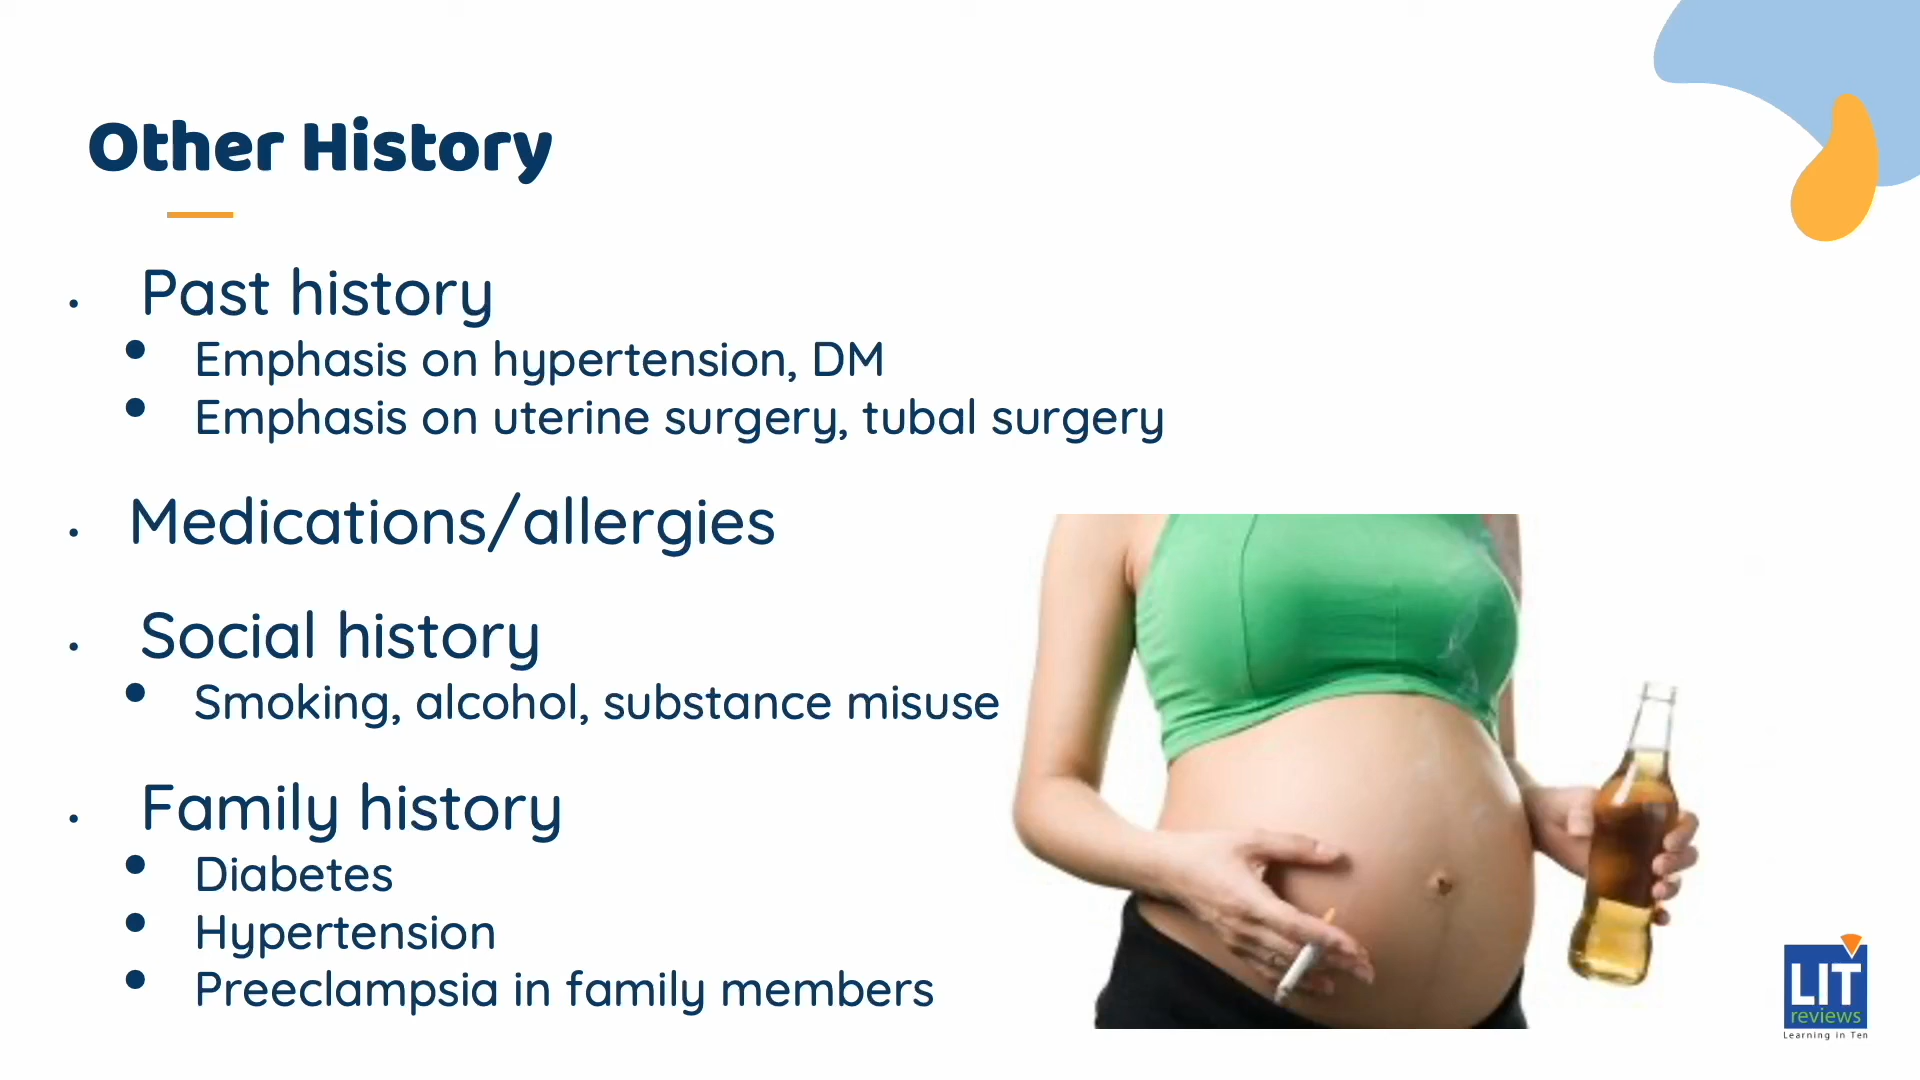 Other History
• Past history
• Emphasis on hypertension, DM
• Emphasis on uterine surgery, tubal surgery
• Medications/allergies
• Social history
• Smoking, alcohol, substance misuse
• Family history
• Diabetes
• Hypertension
• Preeclampsia in family members
LIT
reviews
Learning in Ten